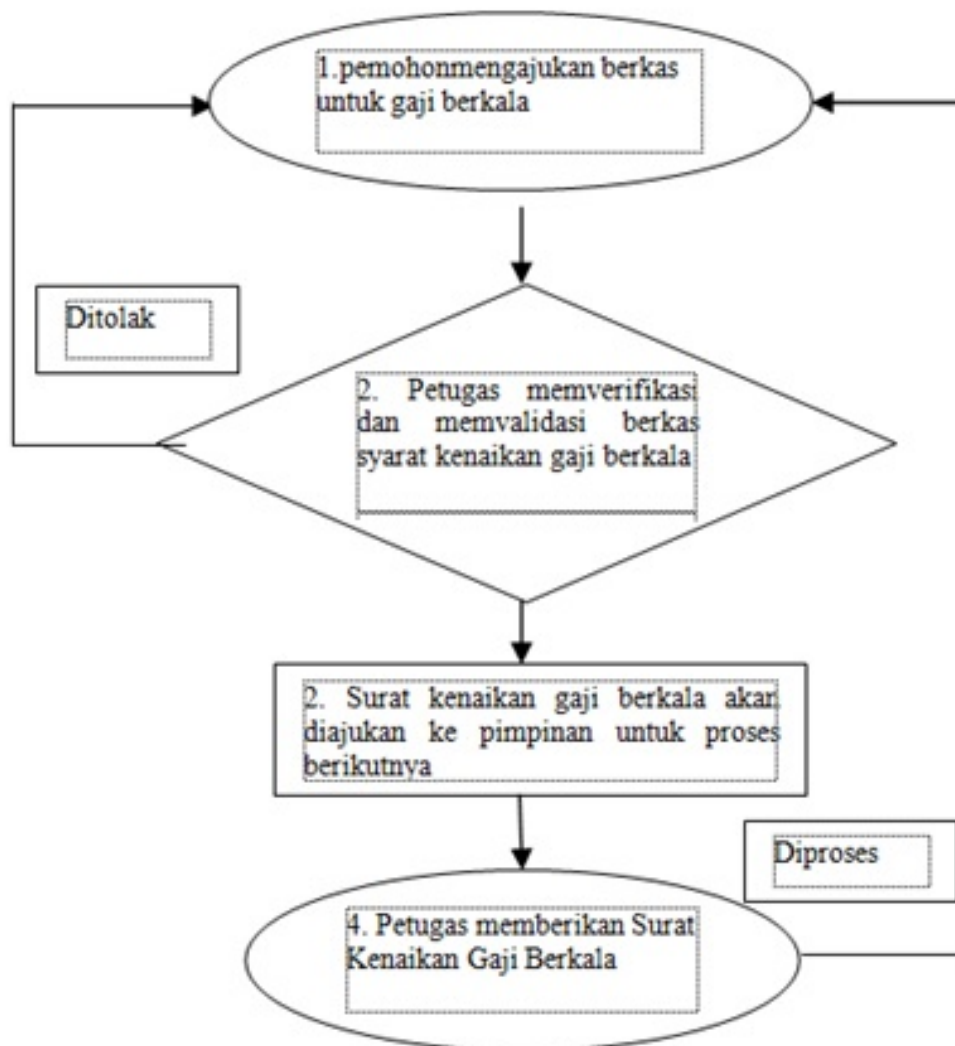 1.pemohonmengajukan berkas
untuk gaji berkala
Ditolak
2. Petugas memverifikasi
dan memvalidasi berkas
syarat kenaikan gaji berkala
2. Surat kenaikan gaji berkala akan
diajukan ke pimpinan untuk proses
berikutnya
Diproses
4. Petugas memberikan Surat
Kenaikan Gaji Berkala